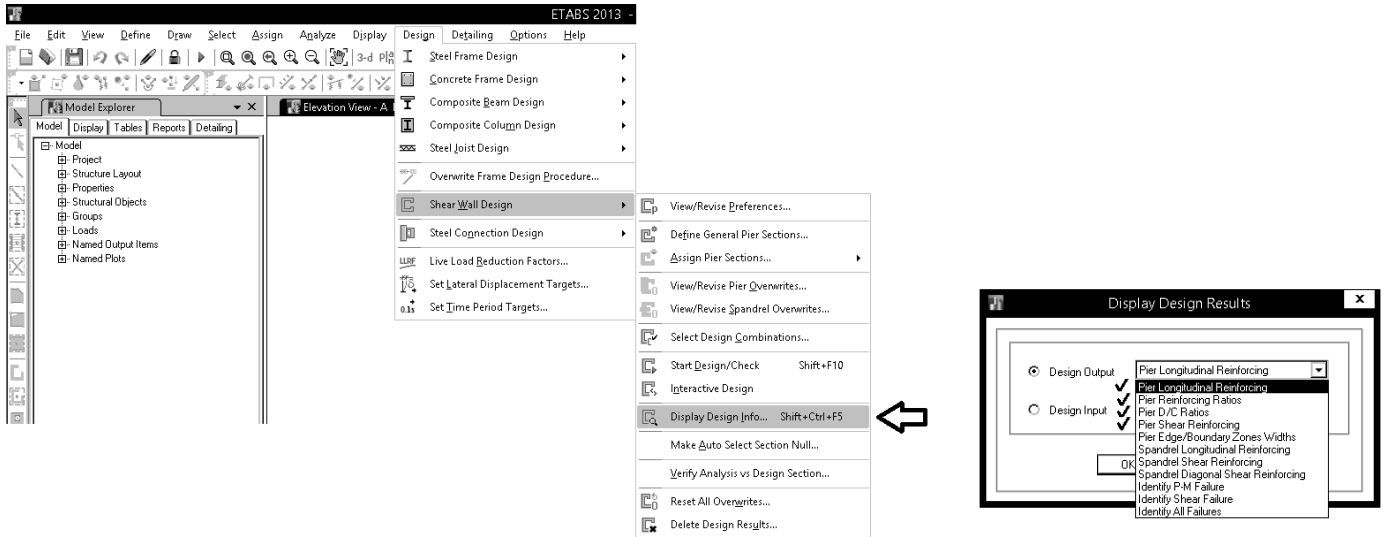 ETABS 2013 -
File Edit View Define Draw Select Assign Analyze Display Design Detailing Options Help
3-d
Model Explorer
Elevation View - A
Model Display Tables Reports Detailing
Model
Project
Structure Layout
Properties
Structural Objects
Groups
Loads
Named Output Items
Named Plots
Steel Frame Design
Concrete Frame Design
Composite Beam Design
Composite Column Design
Steel Joist Design
Overwrite Frame Design Procedure...
Shear Wall Design
Steel Connection Design
LLRF Live Load Reduction Factors...
Set Lateral Displacement Targets...
0.1s Set Time Period Targets...
View/Revise Preferences...
Define General Pier Sections...
Assign Pier Sections...
View/Revise Pier Overwrites...
View/Revise Spandrel Overwrites...
Select Design Combinations...
Start Design/Check Shift+F10
Interactive Design
Display Design Info... Shift+Ctrl+F5
Make Auto Select Section Null...
Verify Analysis vs Design Section...
Reset All Overwrites...
Delete Design Results...
Display Design Results X
Design Output Pier Longitudinal Reinforcing
Pier Longitudinal Reinforcing
Pier Reinforcing Ratios
Design Input Pier D/C Ratios
Pier Shear Reinforcing
Pier Edge/Boundary Zones Widths
Spandrel Longitudinal Reinforcing
OK Spandrel Shear Reinforcing
Spandrel Diagonal Shear Reinforcing
Identify P-M Failure
Identify Shear Failure
Identify All Failures